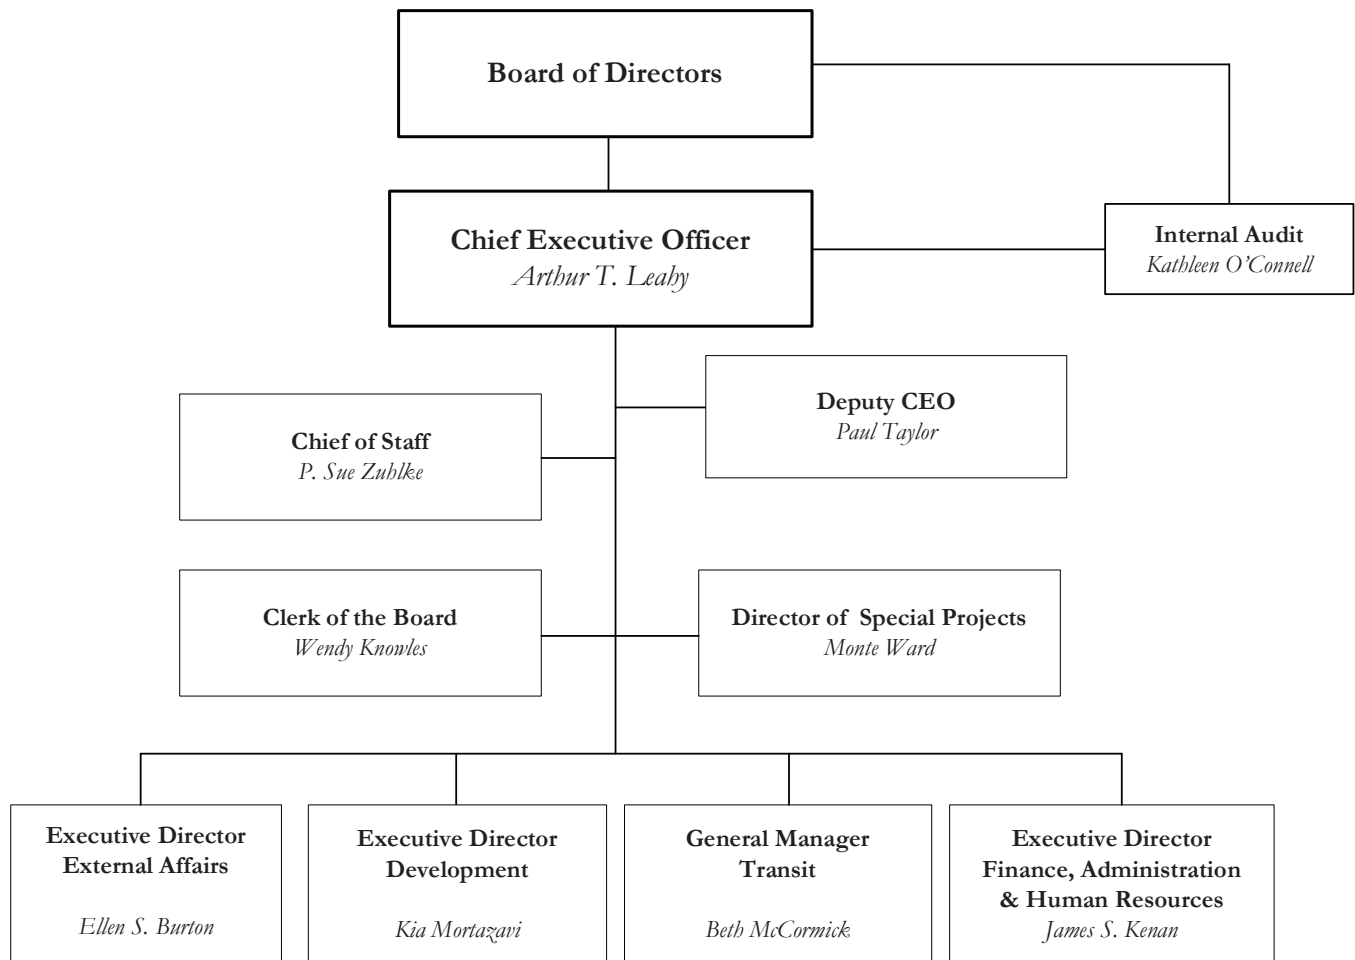 Board of Directors
Chief Executive Officer
Arthur T. Leahy
Internal Audit
Kathleen O’Connell
Deputy CEO
Paul Taylor
Chief of Staff
P. Sue Zuhlke
Clerk of the Board
Wendy Knowles
Director of Special Projects
Monte Ward
Executive Director
External Affairs
Ellen S. Burton
Executive Director
Development
Kia Mortazavi
General Manager
Transit
Beth McCormick
Executive Director
Finance, Administration
& Human Resources
James S. Kenan